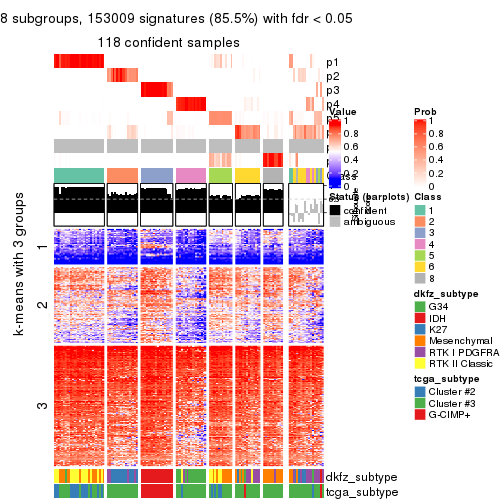 8 subgroups, 153009 signatures (85.5%) with fdr < 0.05
118 confident samples
p1
p2
p3
p4
k-means with 3 groups
1
2
3
Value
1
0.8
0.6
0.4
0.2
0
Status (barplots)
confident
ambiguous
Prob
1
0.8
0.6
0.4
0.2
0
Class
1
2
3
4
5
6
8
dkfz_subtype
G34
IDH
K27
Mesenchymal
RTK I PDGFRA
RTK II Classic
tcga_subtype
Cluster #2
Cluster #3
G-CIMP+
dkfz_subtype
tcga_subtype